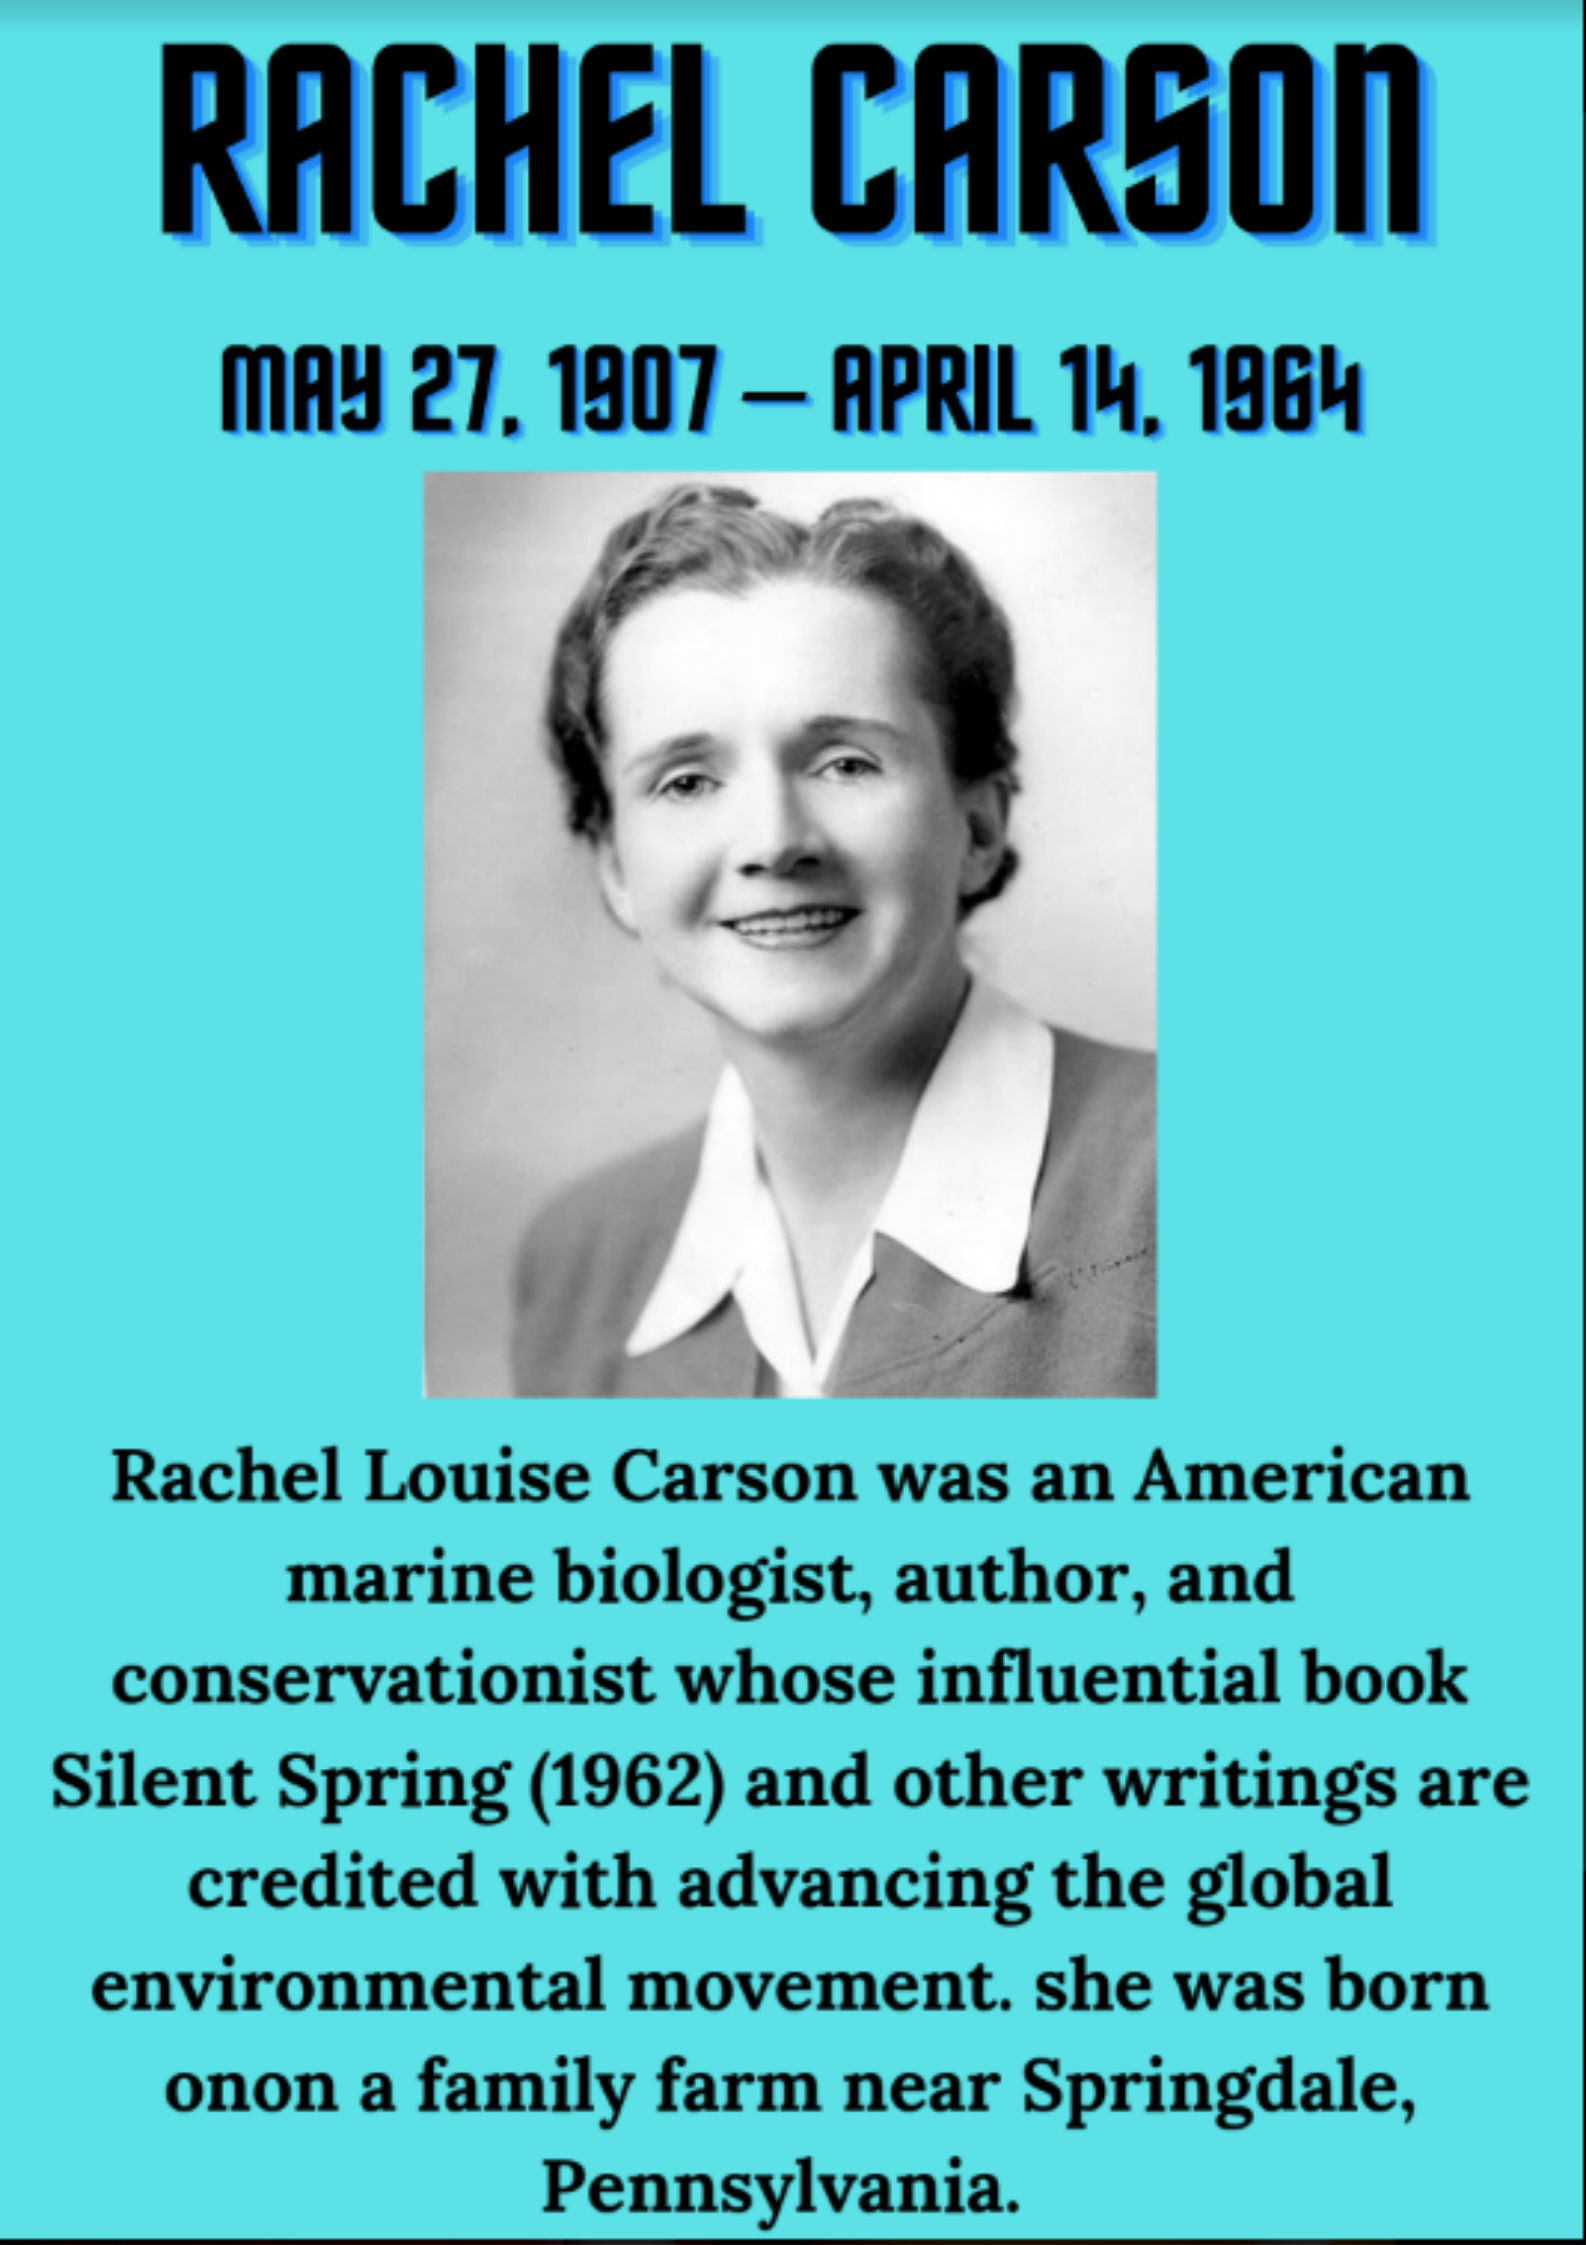 RACHEL CARSON
MAY 27, 1907 – APRIL 14, 1964
Rachel Louise Carson was an American
marine biologist, author, and
conservationist whose influential book
Silent Spring (1962) and other writings are
credited with advancing the global
environmental movement. she was born
onon a family farm near Springdale,
Pennsylvania.